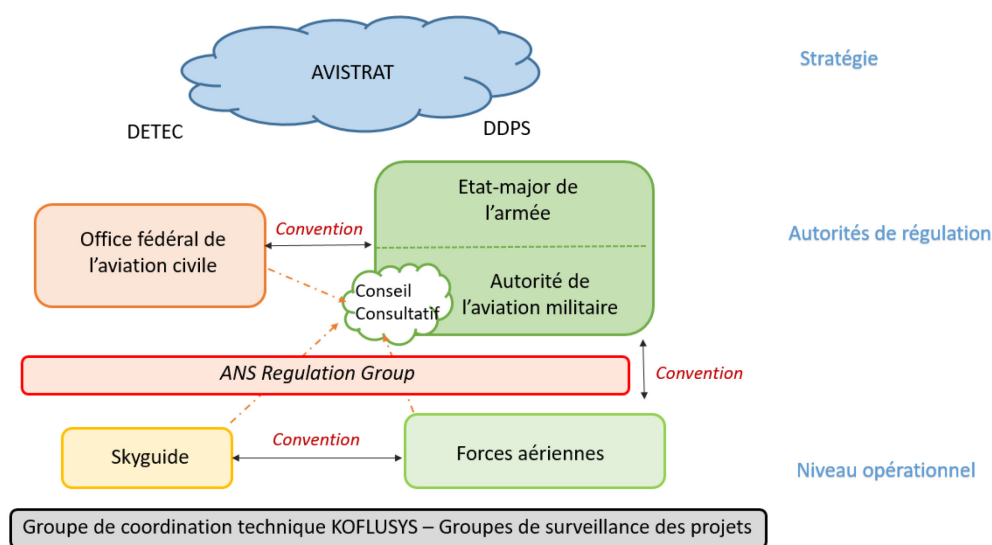 AVISTRAT
Stratégie
DETEC
DDPS
Etat-major de
l'armée
Office fédéral de
l'aviation civile
Convention
Autorités de régulation
Autorité de
l'aviation militaire
Conseil
Consultatif
ANS Regulation Group
Convention
Skyguide
Convention
Forces aériennes
Niveau opérationnel
Groupe de coordination technique KOFLUSYS – Groupes de surveillance des projets